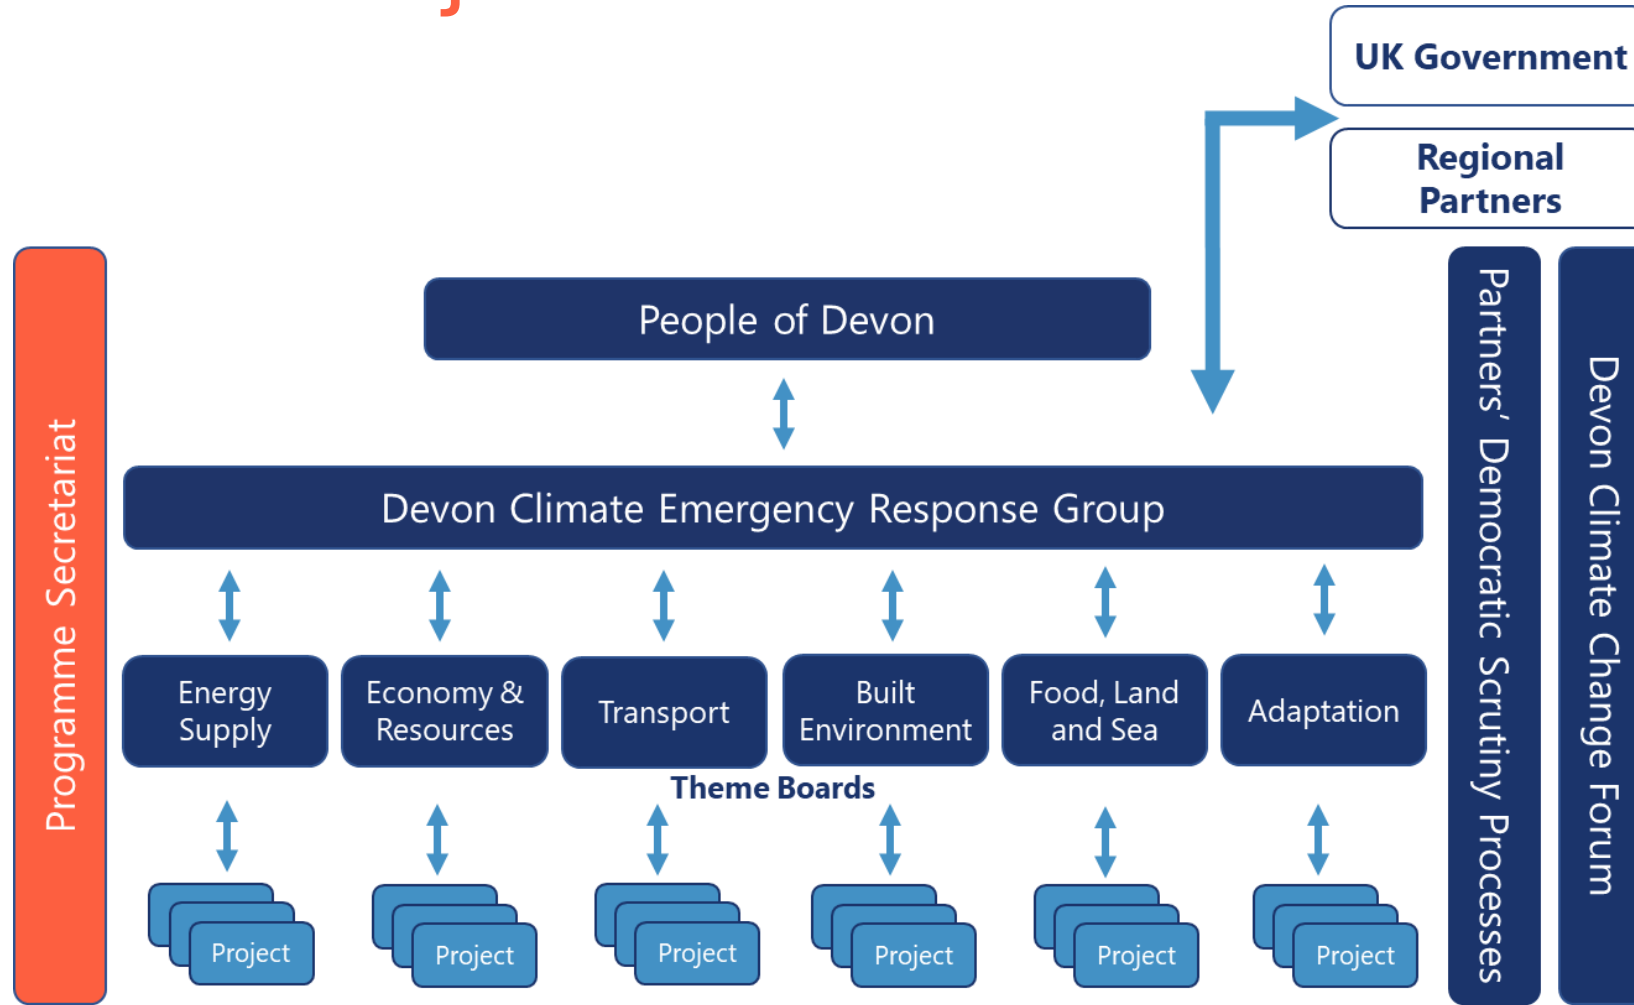 UK Government
Regional
Partners
People of Devon
Programme Secretariat
Devon Climate Emergency Response Group
Partners’ Democratic Scrutiny Processes
Devon Climate Change Forum
Energy
Supply
Economy &
Resources
Transport
Built
Environment
Food, Land
and Sea
Adaptation
Theme Boards
Project
Project
Project
Project
Project
Project